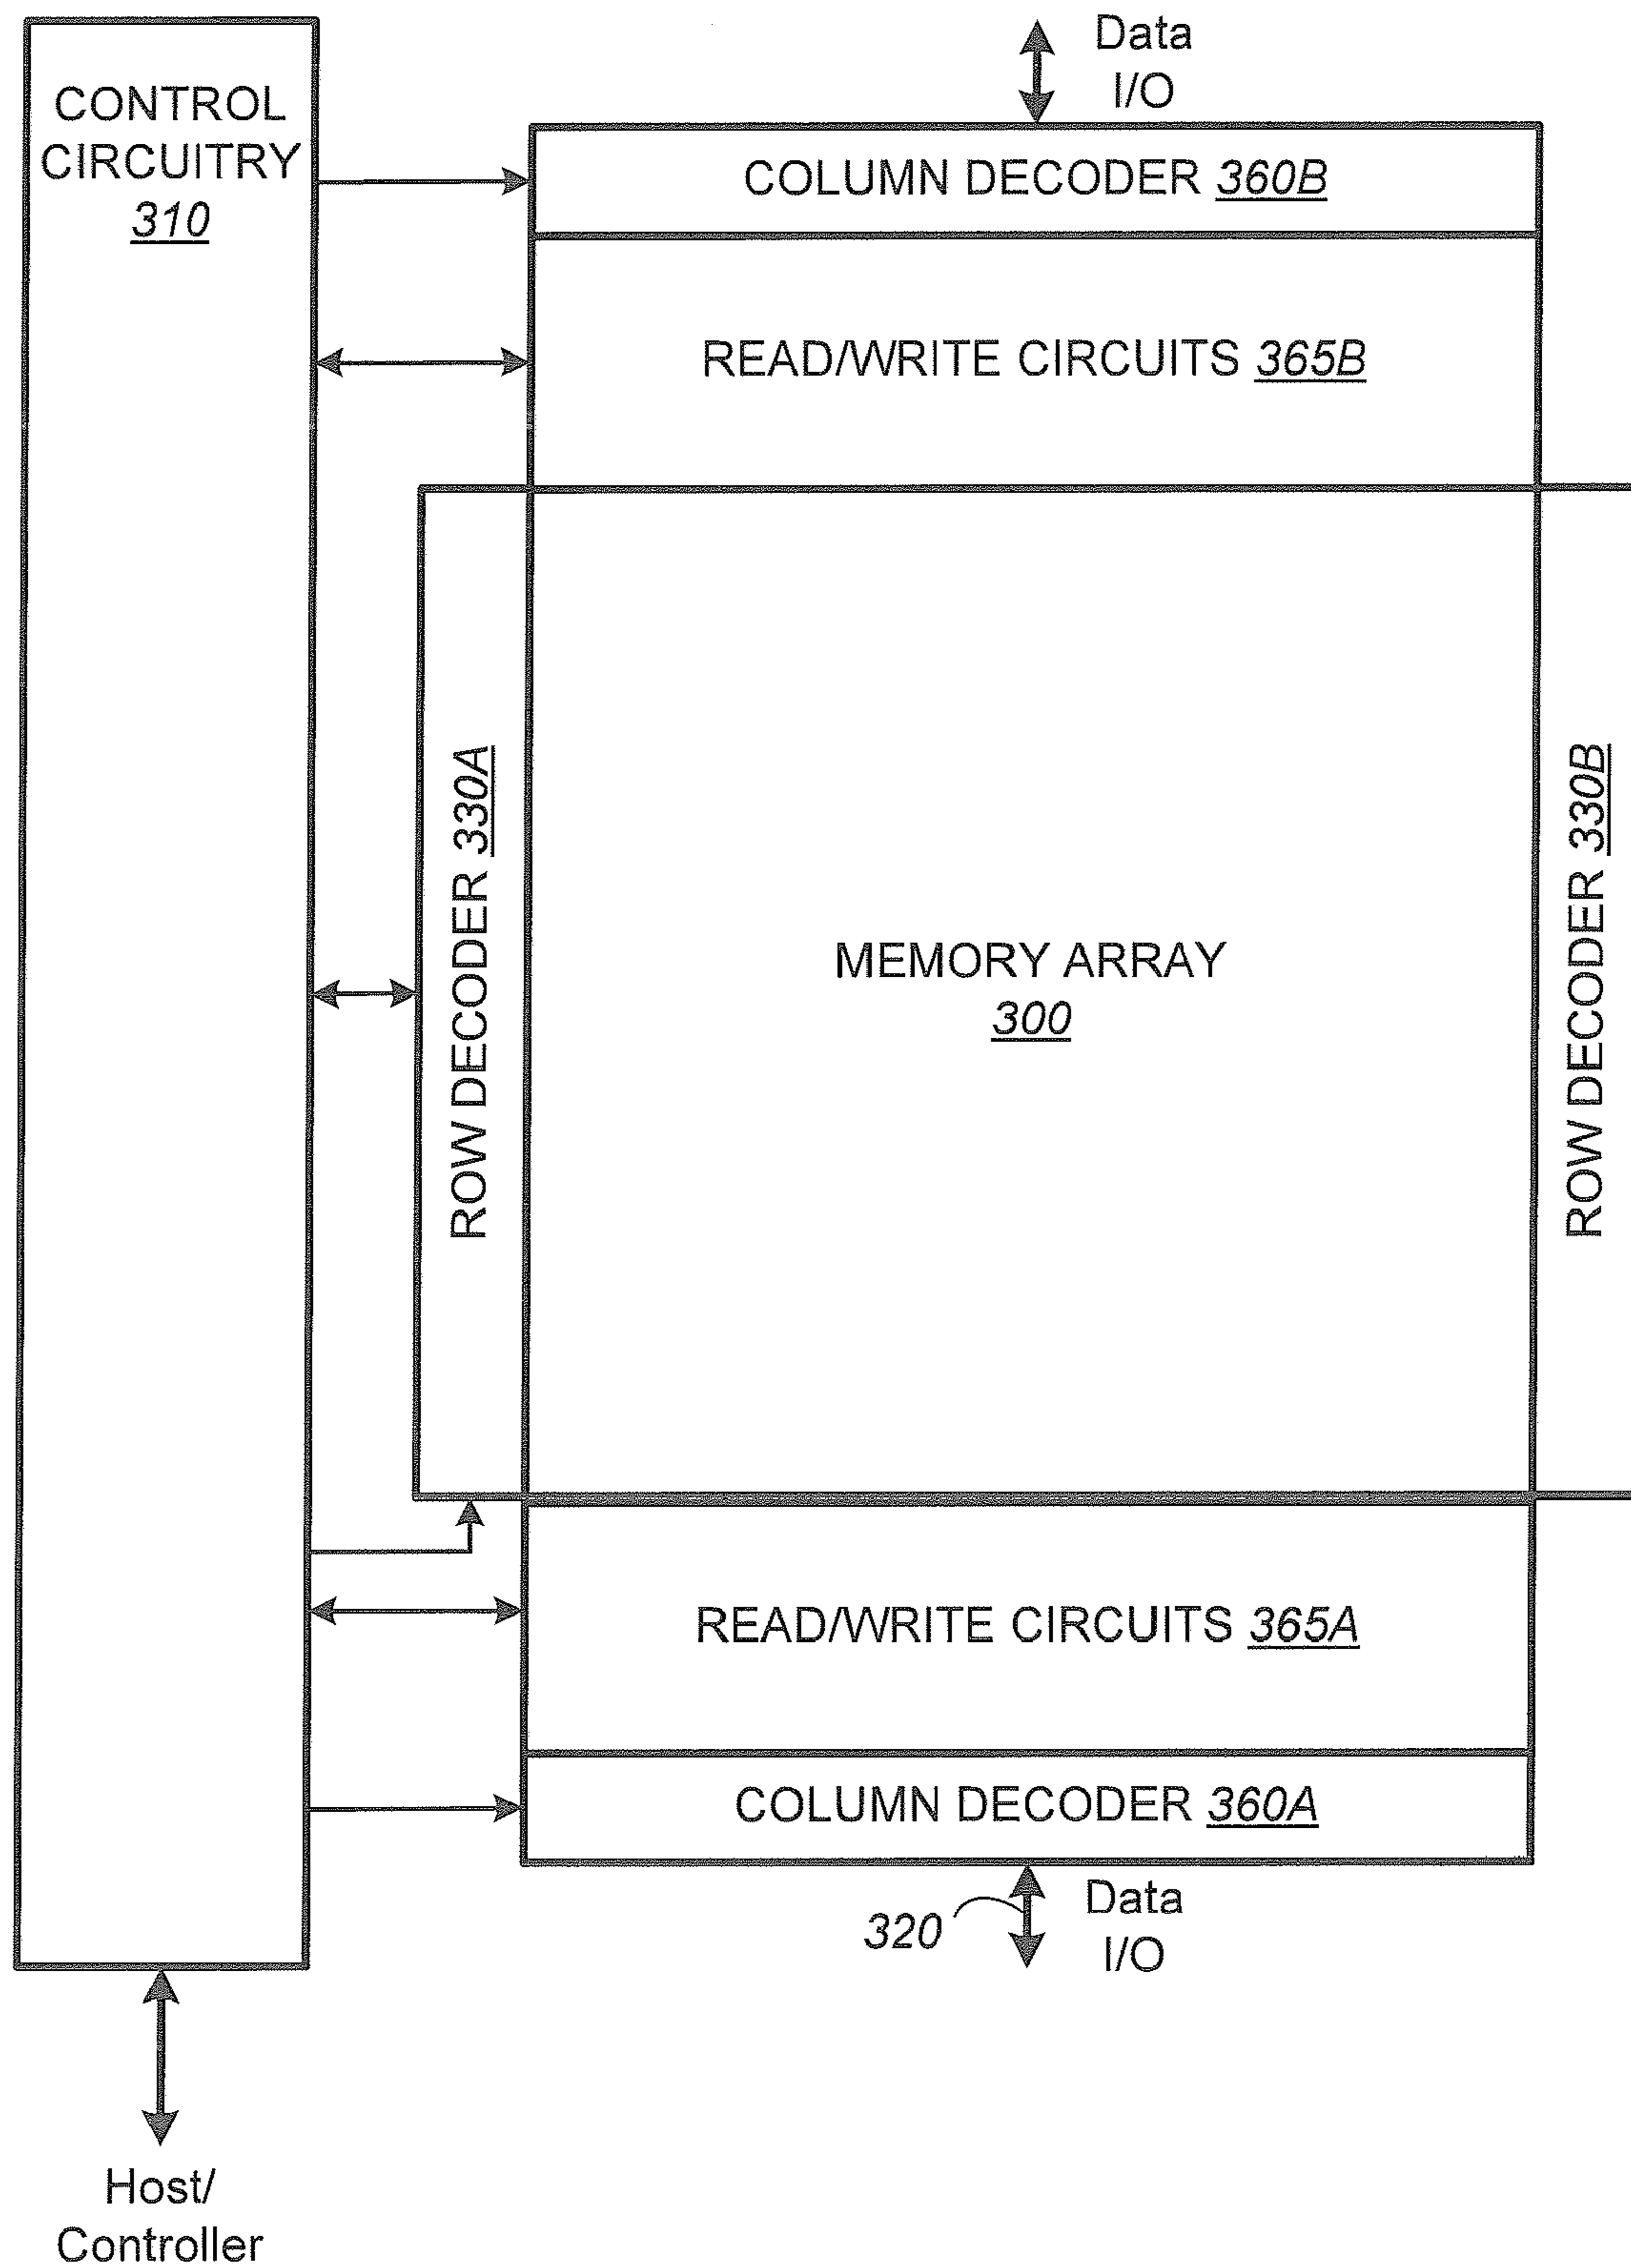 Data
I/O
CONTROL
CIRCUITRY
310
COLUMN DECODER 360B
READ/WRITE CIRCUITS 365B
ROW DECODER 330A
MEMORY ARRAY
300
ROW DECODER 330B
READ/WRITE CIRCUITS 365A
COLUMN DECODER 360A
320
Data
I/O
Host/
Controller